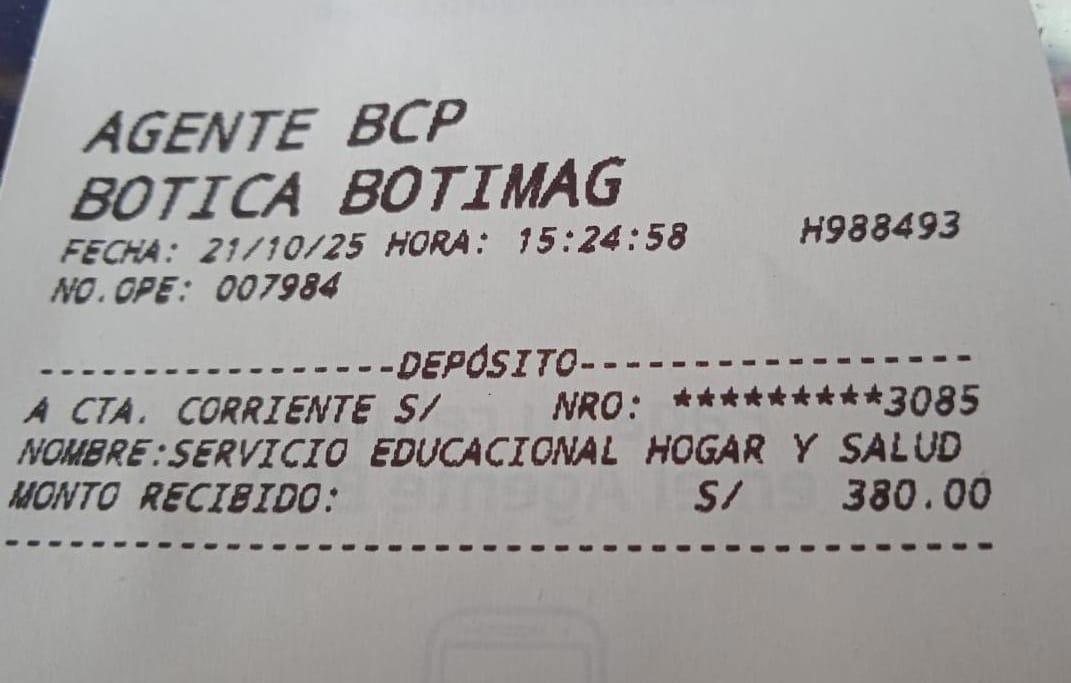 AGENTE BCP
BOTICA BOTIMAG
FECHA: 21/10/25 HORA: 15:24:58 H988493
NO.OPE: 007984
------------------DEPÓSITO------------------
A CTA. CORRIENTE S/ NRO: *********3085
NOMBRE:SERVICIO EDUCACIONAL HOGAR Y SALUD
MONTO RECIBIDO: S/ 380.00
--------------------------------------------